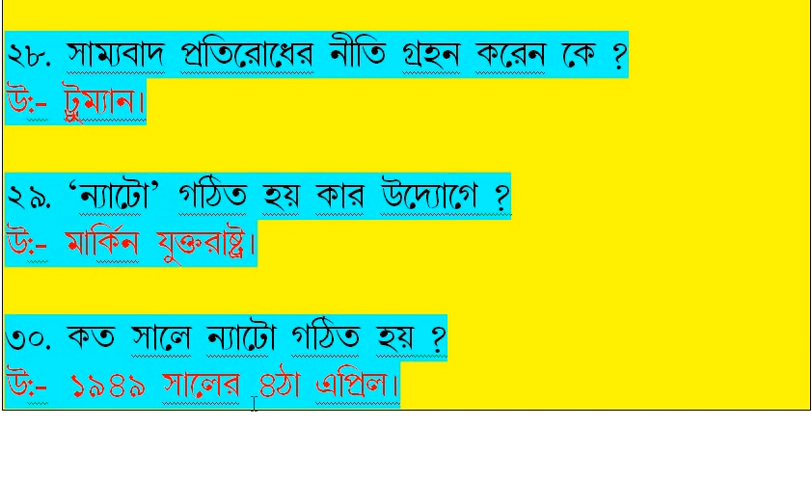 ২৮. সাম্যবাদ প্রতিরোধের নীতি গ্রহন করেন কে ?
উ:- ট্রুম্যান।
২৯. ‘ন্যাটো’ গঠিত হয় কার উদ্যোগে ?
উ:- মার্কিন যুক্তরাষ্ট্র।
৩০. কত সালে ন্যাটো গঠিত হয় ?
উ:- ১৯৪৯ সালের ৪ঠা এপ্রিল।